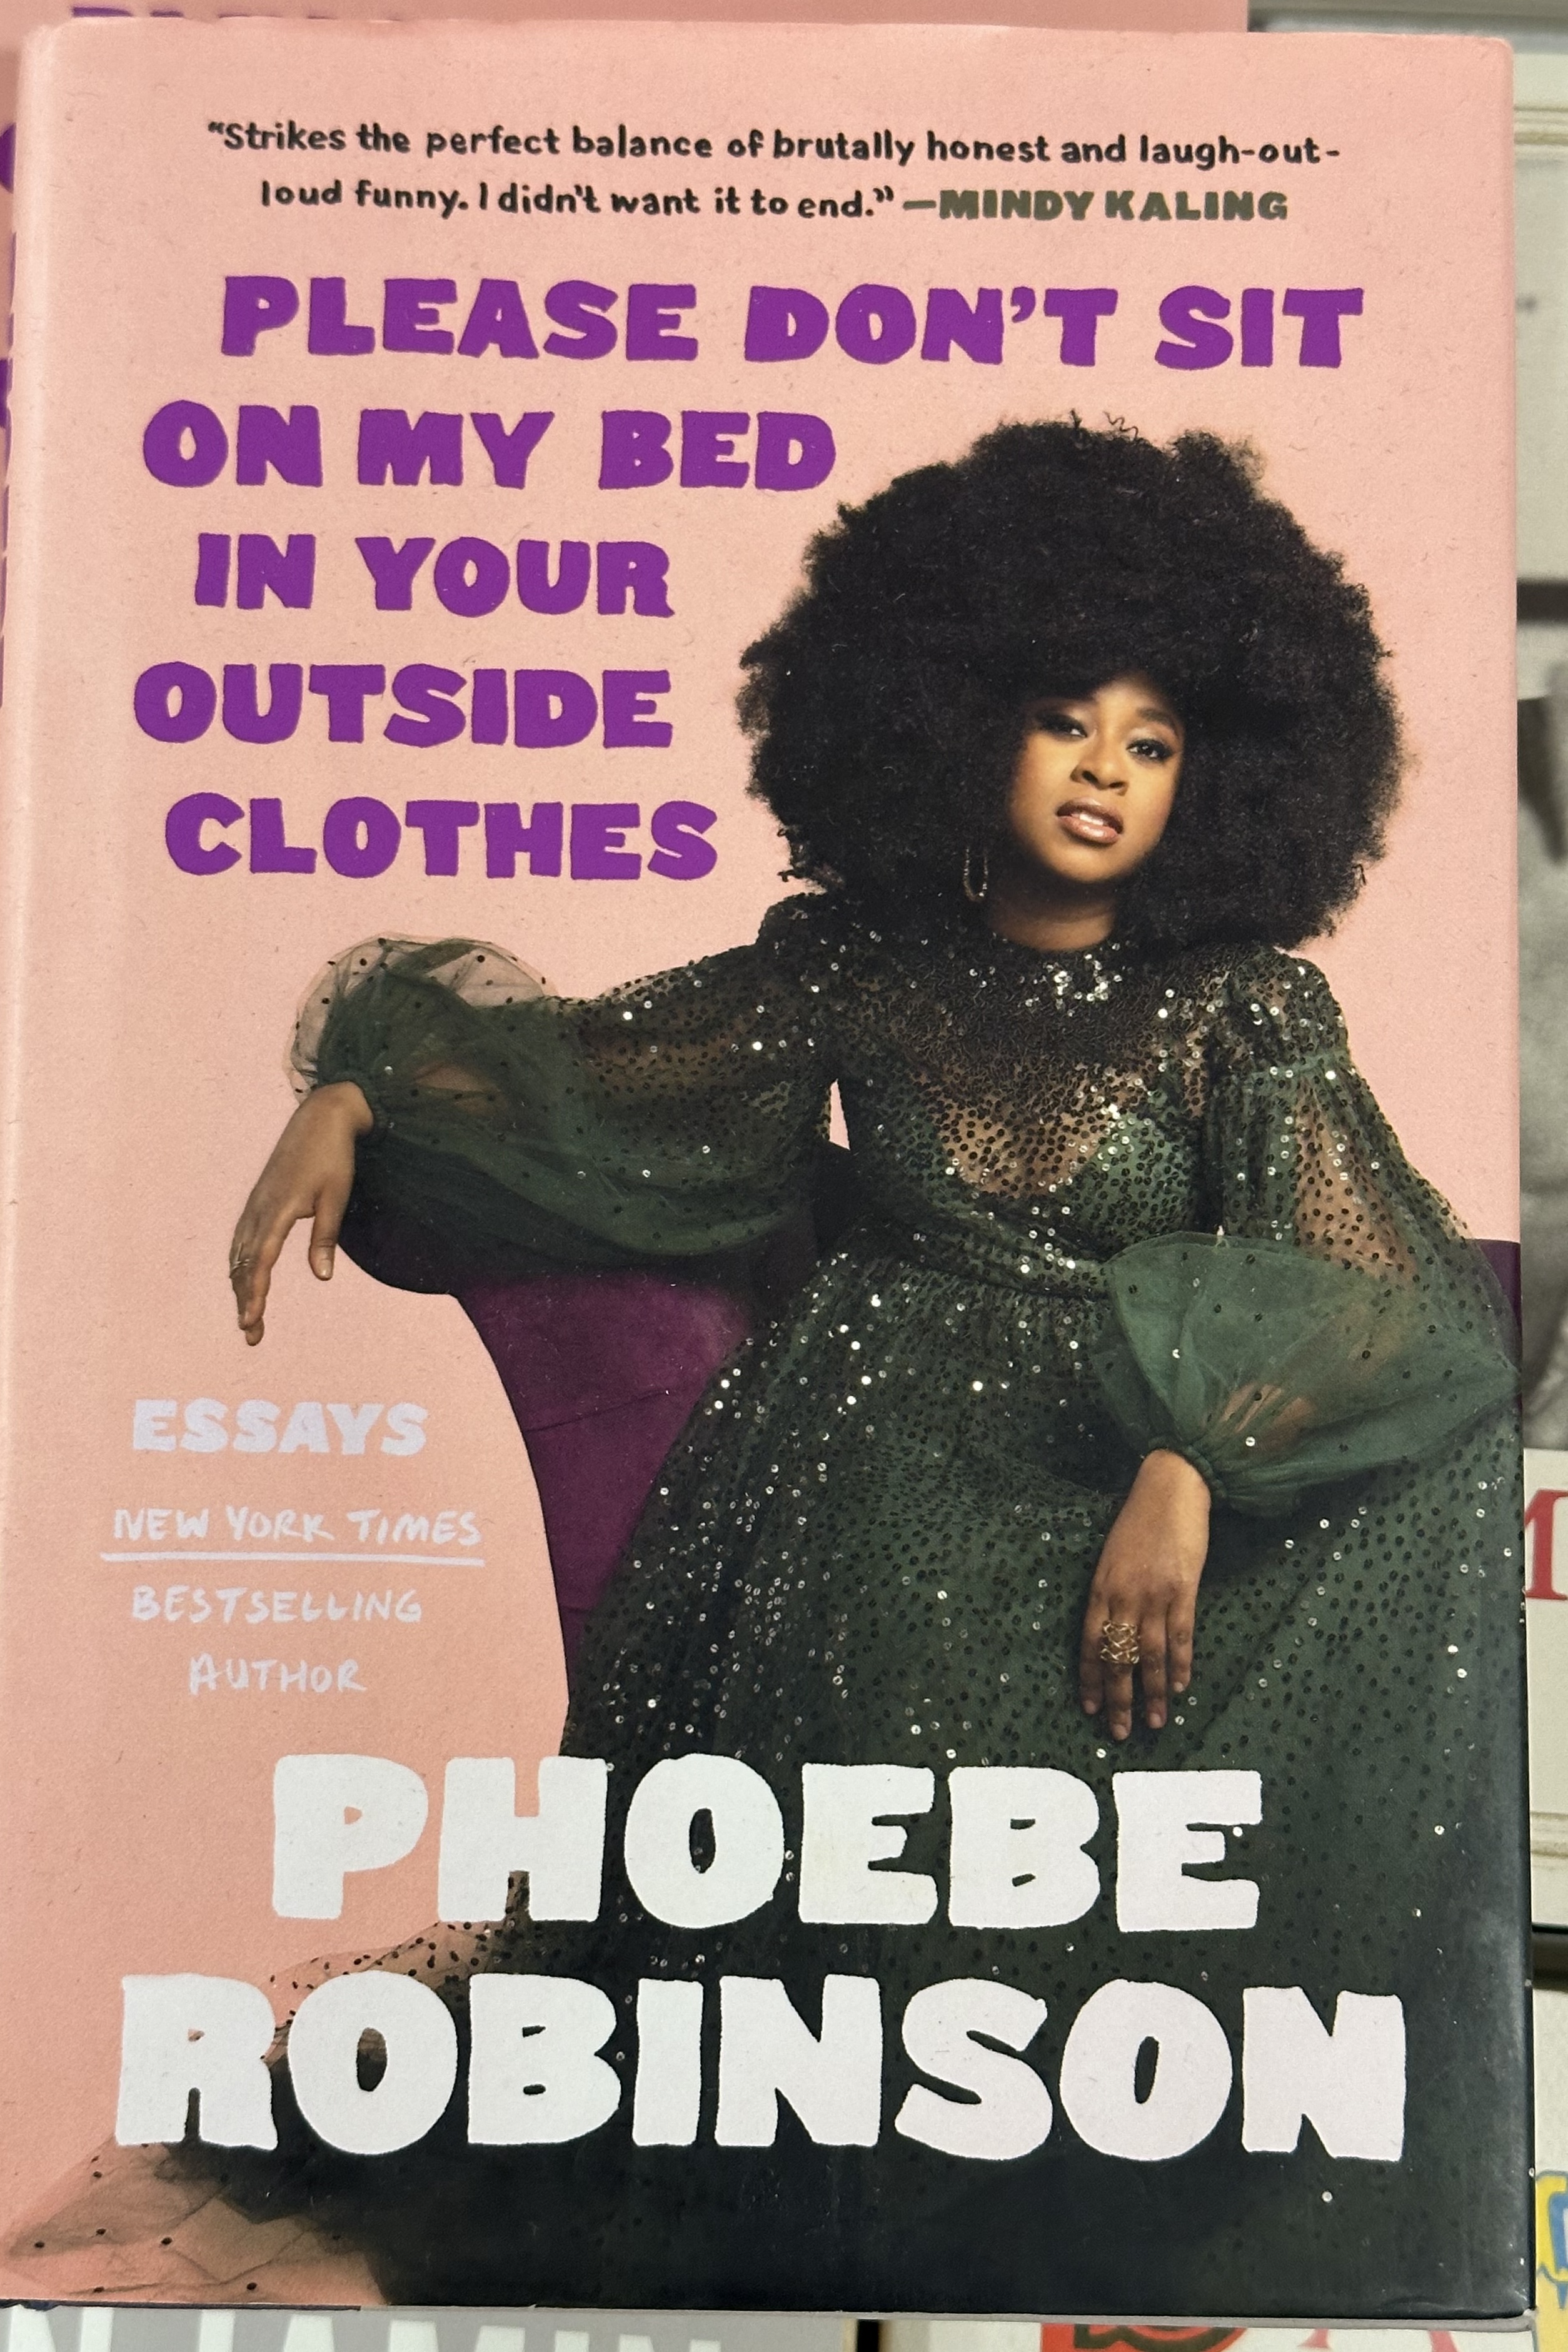 “Strikes the perfect balance of brutally honest and laugh-out-
loud funny. I didn't want it to end.” —MINDY KALING
PLEASE DON'T SIT
ON MY BED
IN YOUR
OUTSIDE
CLOTHES
ESSAYS
NEW YORK TIMES
BESTSELLING
AUTHOR
PHOEBE
ROBINSON